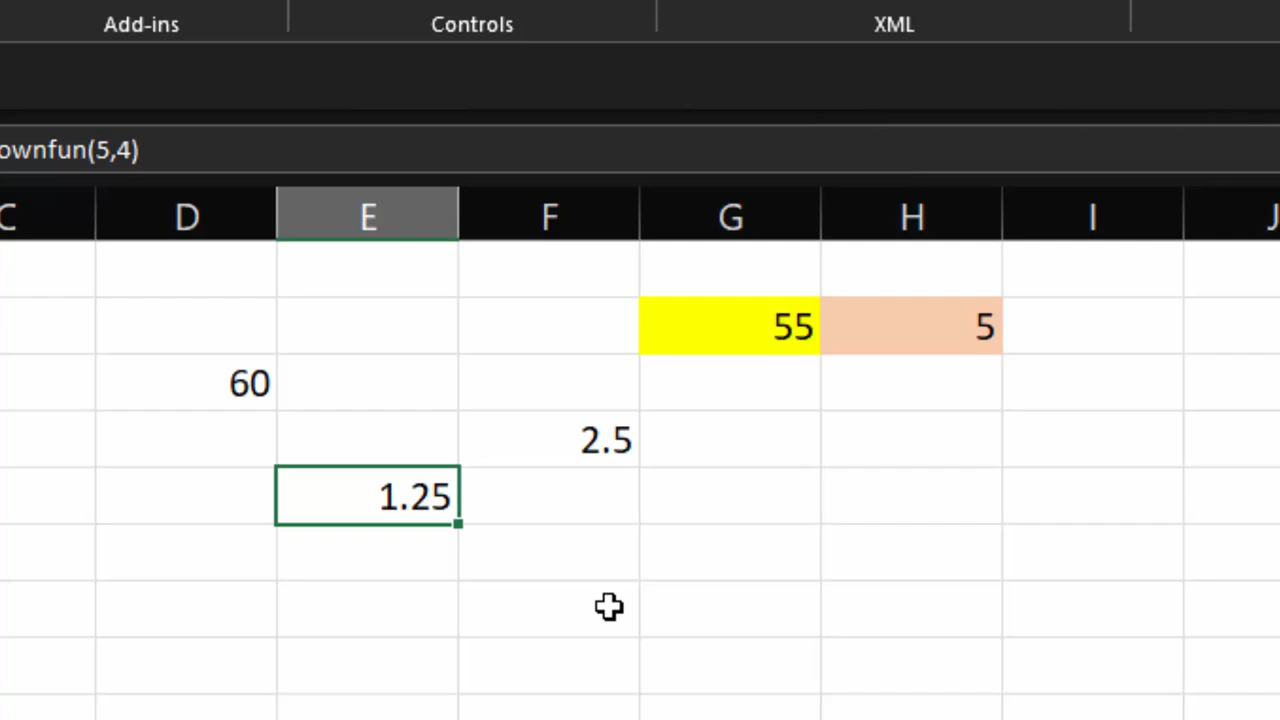 Add-ins Controls XML
ownfun(5,4)
C D E F G H I J
55 5
60
2.5
1.25